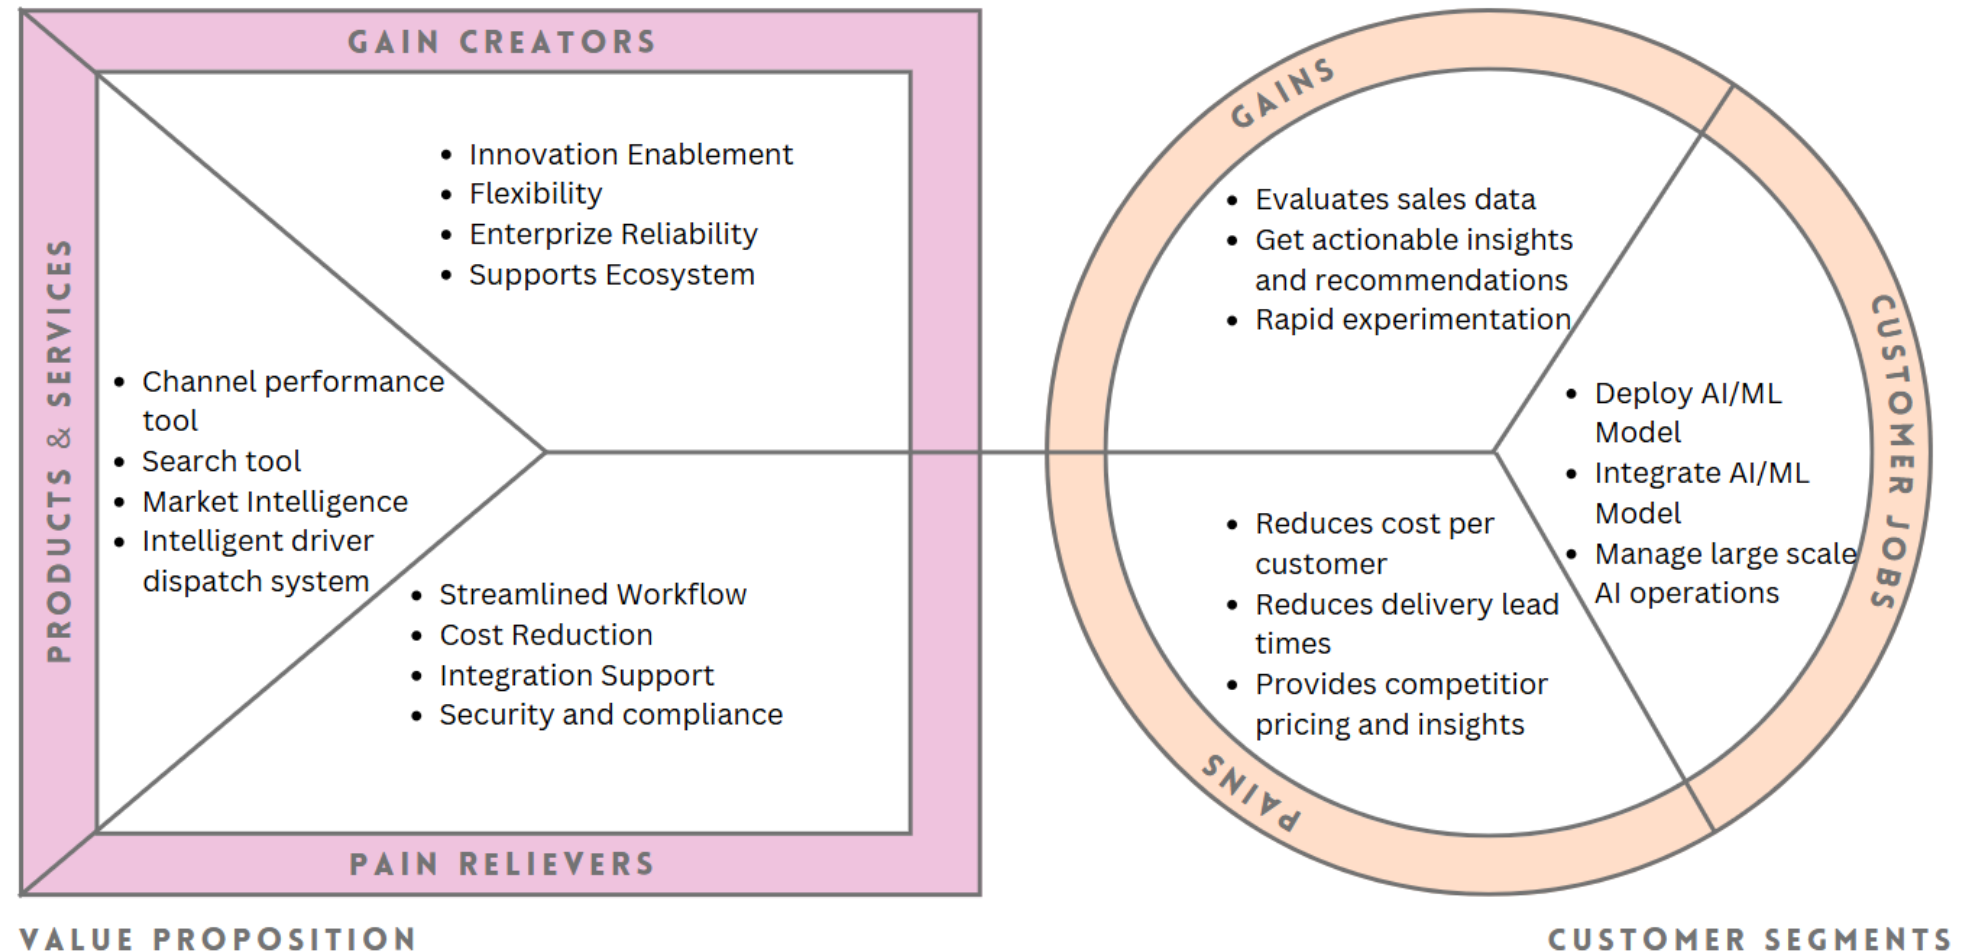 GAIN CREATORS
• Innovation Enablement
• Flexibility
• Enterprize Reliability
• Supports Ecosystem
PRODUCTS & SERVICES
• Channel performance
tool
• Search tool
• Market Intelligence
• Intelligent driver
dispatch system
• Streamlined Workflow
• Cost Reduction
• Integration Support
• Security and compliance
PAIN RELIEVERS
VALUE PROPOSITION
GAINS
• Evaluates sales data
• Get actionable insights
and recommendations
• Rapid experimentation
CUSTOMER JOBS
• Deploy AI/ML
Model
• Integrate AI/ML
Model
• Manage large scale
AI operations
• Reduces cost per
customer
• Reduces delivery lead
times
• Provides competitior
pricing and insights
PAINS
CUSTOMER SEGMENTS